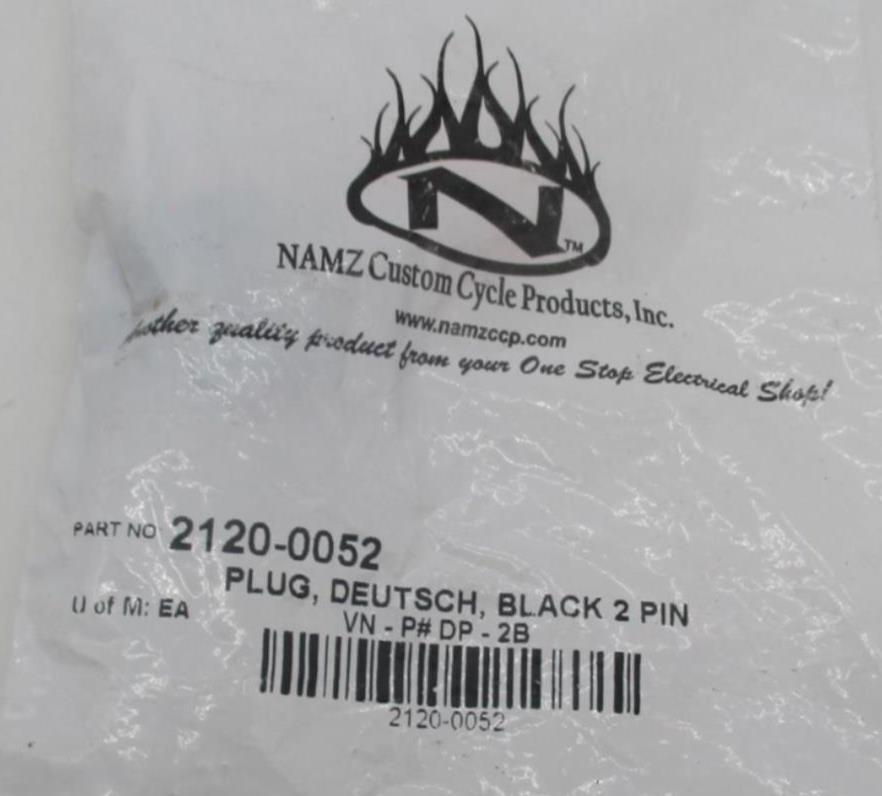 N TM
NAMZ Custom Cycle Products, Inc.
www.namzccp.com
quality product from your One Stop Electrical Shop!
PART NO 2120-0052
PLUG, DEUTSCH, BLACK 2 PIN
U of M: EA
VN - P# DP - 2B
2120-0052